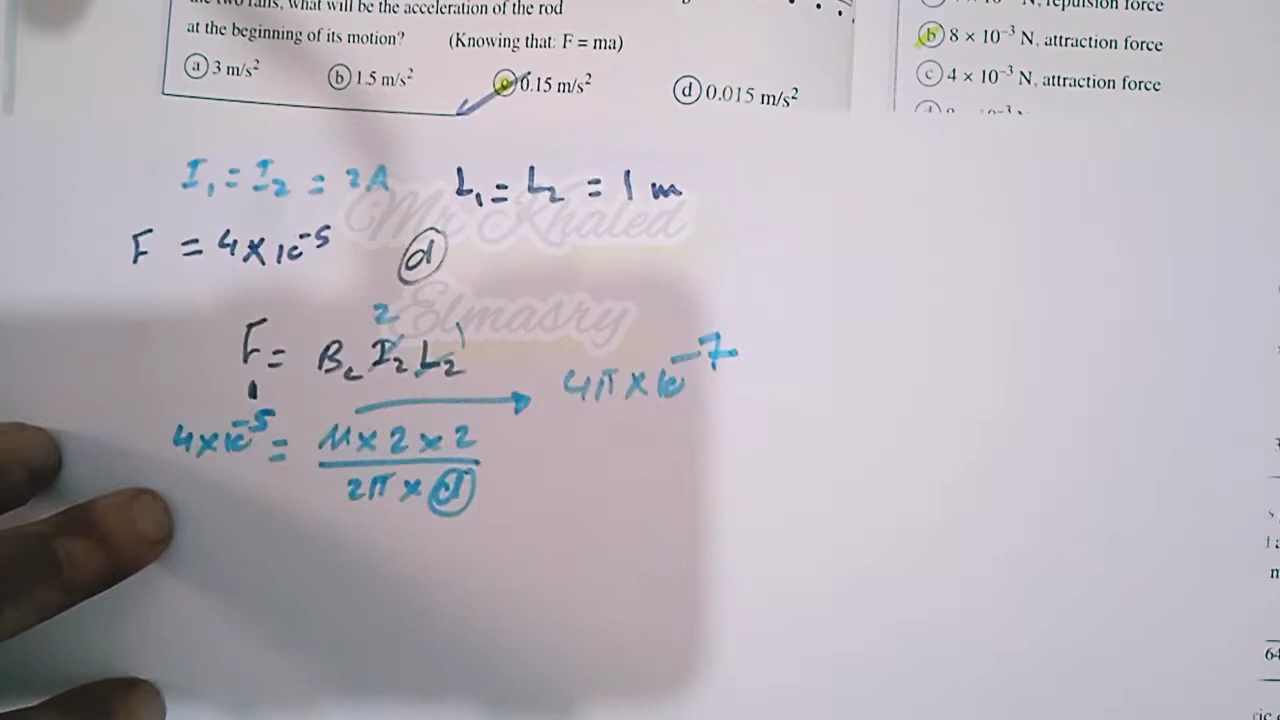 the two rails, what will be the acceleration of the rod
at the beginning of its motion? (Knowing that: F = ma)
a 3 m/s²
b 1.5 m/s²
c 0.15 m/s²
d 0.015 m/s²
N, repulsion force
b 8 × 10⁻³ N, attraction force
c 4 × 10⁻³ N, attraction force
I₁ = I₂ = 2A L₁ = L₂ = 1 m
F = 4×10⁻⁵ d
Mr Khaled
Elmasry
F = B I₂ L₂
2 1
4π×10⁻⁷
4×10⁻⁵ = μ×2×2
2π×d
64